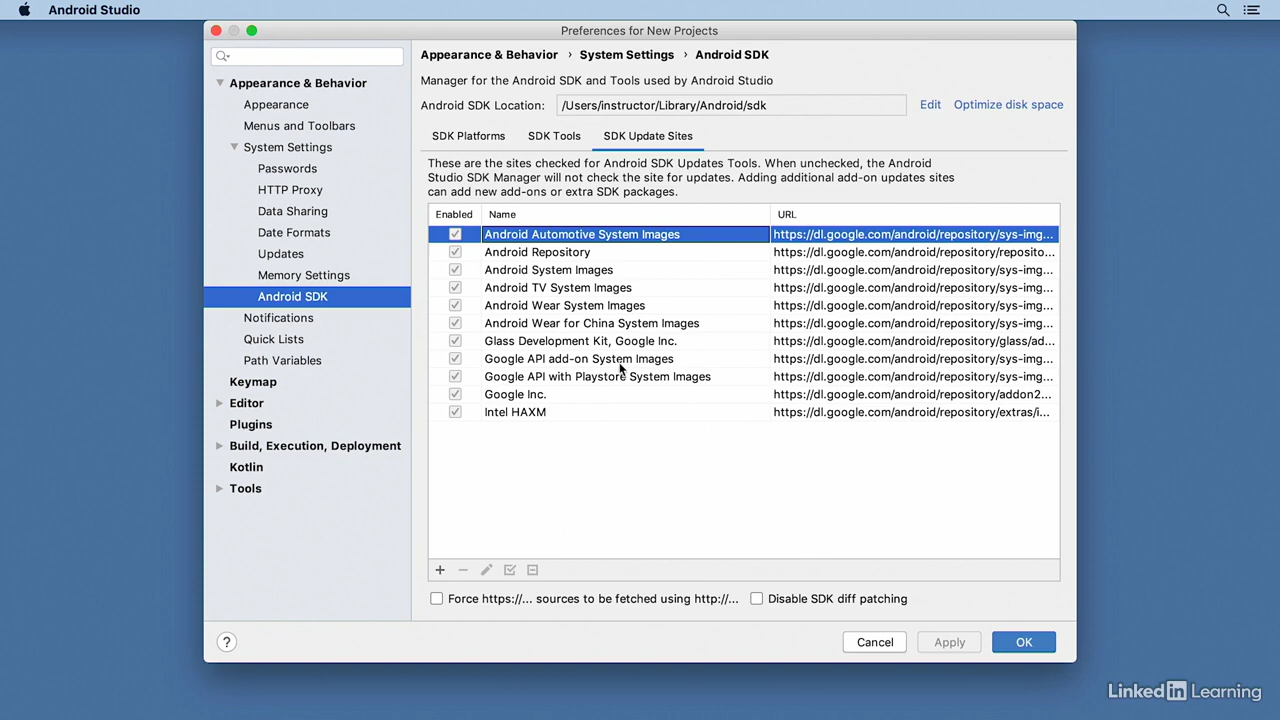 Android Studio
Preferences for New Projects
Appearance & Behavior
Appearance
Menus and Toolbars
System Settings
Passwords
HTTP Proxy
Data Sharing
Date Formats
Updates
Memory Settings
Android SDK
Notifications
Quick Lists
Path Variables
Keymap
Editor
Plugins
Build, Execution, Deployment
Kotlin
Tools
Appearance & Behavior › System Settings › Android SDK
Manager for the Android SDK and Tools used by Android Studio
Android SDK Location: /Users/instructor/Library/Android/sdk Edit Optimize disk space
SDK Platforms SDK Tools SDK Update Sites
These are the sites checked for Android SDK Updates Tools. When unchecked, the Android
Studio SDK Manager will not check the site for updates. Adding additional add-on updates sites
can add new add-ons or extra SDK packages.
Enabled Name URL
Android Automotive System Images https://dl.google.com/android/repository/sys-img...
Android Repository https://dl.google.com/android/repository/reposito...
Android System Images https://dl.google.com/android/repository/sys-img...
Android TV System Images https://dl.google.com/android/repository/sys-img...
Android Wear System Images https://dl.google.com/android/repository/sys-img...
Android Wear for China System Images https://dl.google.com/android/repository/sys-img...
Glass Development Kit, Google Inc. https://dl.google.com/android/repository/glass/ad...
Google API add-on System Images https://dl.google.com/android/repository/sys-img...
Google API with Playstore System Images https://dl.google.com/android/repository/sys-img...
Google Inc. https://dl.google.com/android/repository/addon2...
Intel HAXM https://dl.google.com/android/repository/extras/i...
Force https://... sources to be fetched using http://... Disable SDK diff patching
? Cancel Apply OK
Linked in Learning